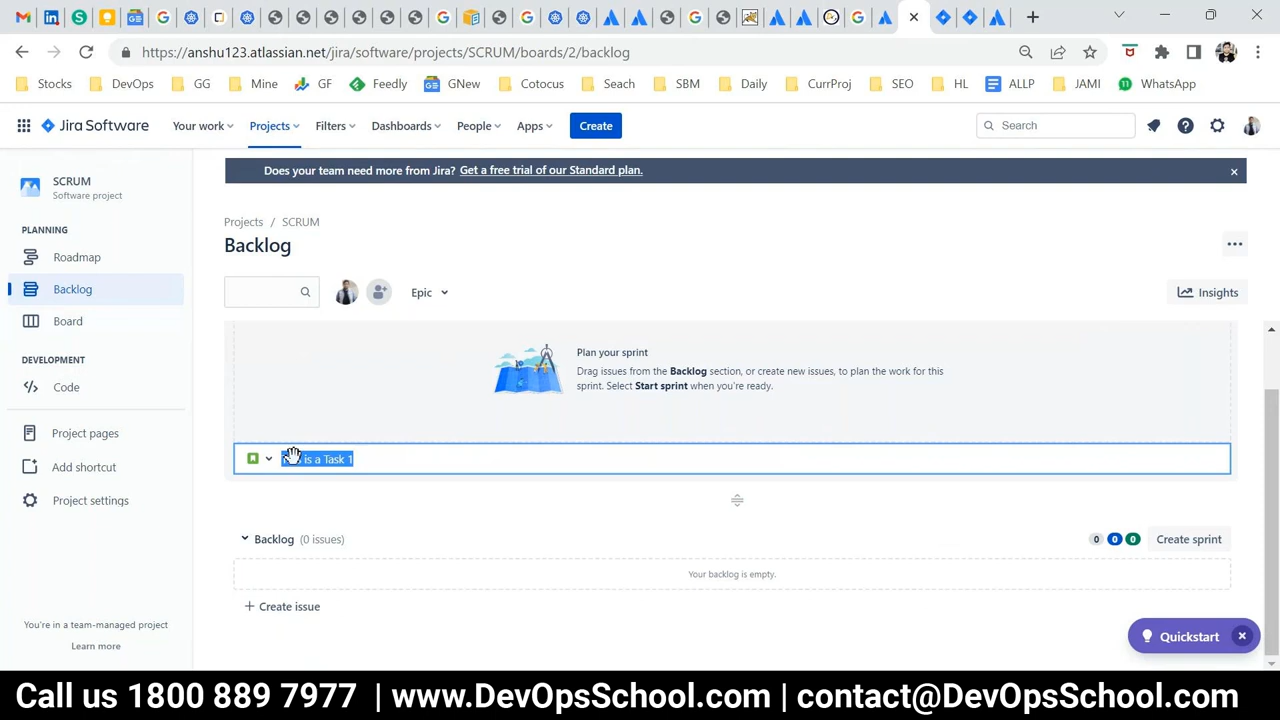 https://anshu123.atlassian.net/jira/software/projects/SCRUM/boards/2/backlog
Stocks DevOps GG Mine GF Feedly GNew Cotocus Seach SBM Daily CurrProj SEO HL ALLP JAMI WhatsApp
Jira Software Your work Projects Filters Dashboards People Apps Create Search
Does your team need more from Jira? Get a free trial of our Standard plan.
SCRUM
Software project
PLANNING
Roadmap
Backlog
Board
DEVELOPMENT
Code
Project pages
Add shortcut
Project settings
You're in a team-managed project
Learn more
Projects / SCRUM
Backlog
Epic Insights
Plan your sprint
Drag issues from the Backlog section, or create new issues, to plan the work for this
sprint. Select Start sprint when you're ready.
is a Task 1
Backlog (0 issues) 0 0 0 Create sprint
Your backlog is empty.
+ Create issue
Quickstart
Call us 1800 889 7977 | www.DevOpsSchool.com | contact@DevOpsSchool.com